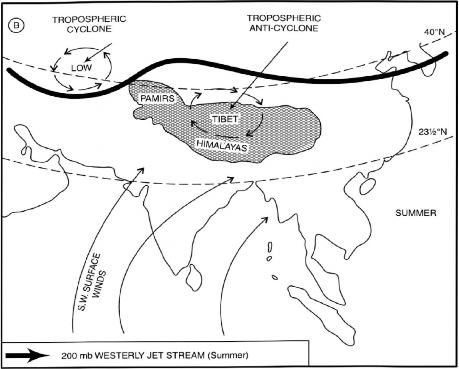 B
TROPOSPHERIC
CYCLONE
TROPOSPHERIC
ANTI-CYCLONE
40°N
LOW
PAMIRS
TIBET
HIMALAYAS
23½°N
SUMMER
S.W. SURFACE
WINDS
200 mb WESTERLY JET STREAM (Summer)